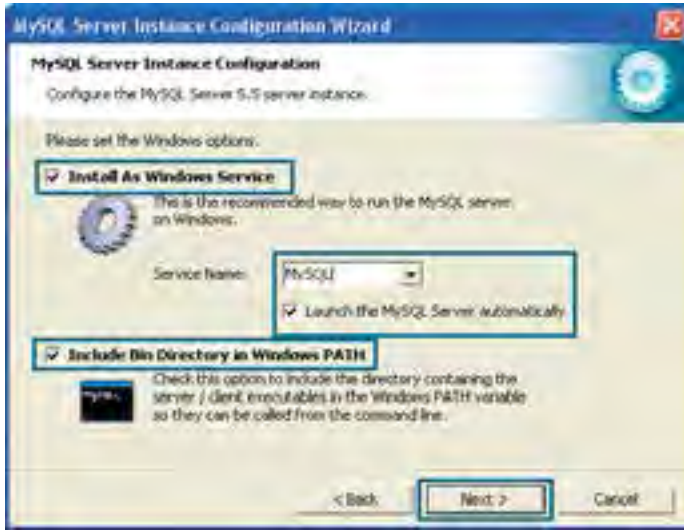 MySQL Server Instance Configuration Wizard
MySQL Server Instance Configuration
Configure the MySQL Server 5.5 server instance.
Please set the Windows options.
Install As Windows Service
This is the recommended way to run the MySQL server
on Windows.
Service Name:
MySQL
Launch the MySQL Server automatically
Include Bin Directory in Windows PATH
Check this option to include the directory containing the
server / client executables in the Windows PATH variable
so they can be called from the command line.
< Back
Next >
Cancel